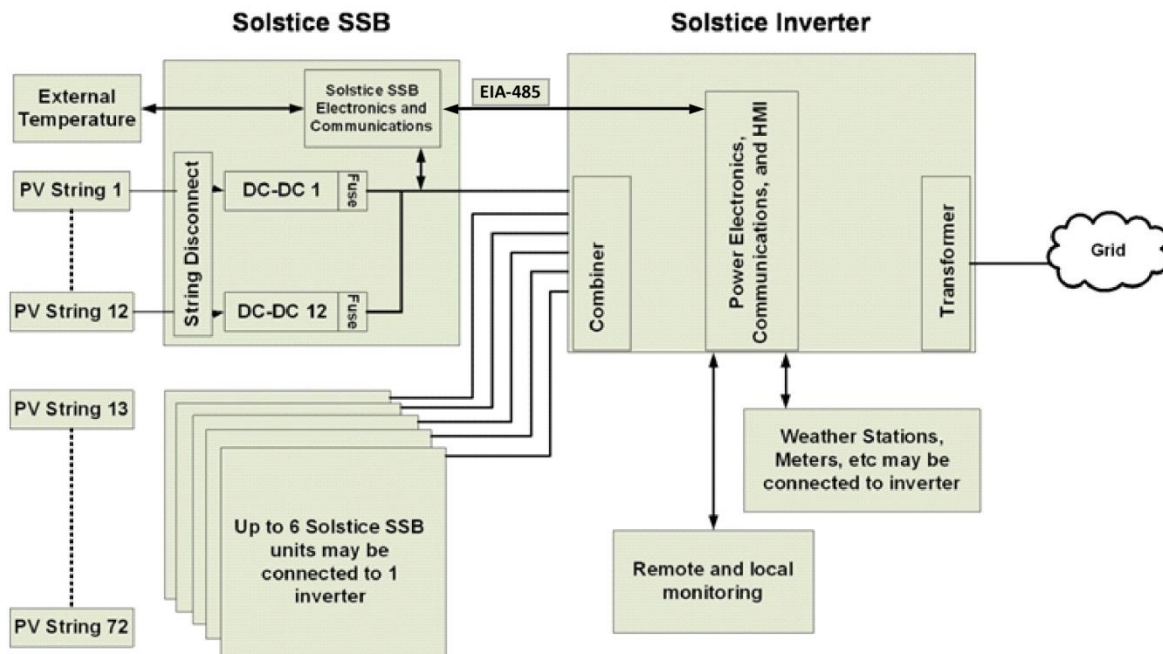 Solstice SSB
Solstice Inverter
External
Temperature
Solstice SSB
Electronics and
Communications
EIA-485
PV String 1
String Disconnect
DC-DC 1
Fuse
PV String 12
DC-DC 12
Fuse
Combiner
Power Electronics,
Communications, and HMI
Transformer
Grid
PV String 13
PV String 72
Up to 6 Solstice SSB
units may be
connected to 1
inverter
Weather Stations,
Meters, etc may be
connected to inverter
Remote and local
monitoring